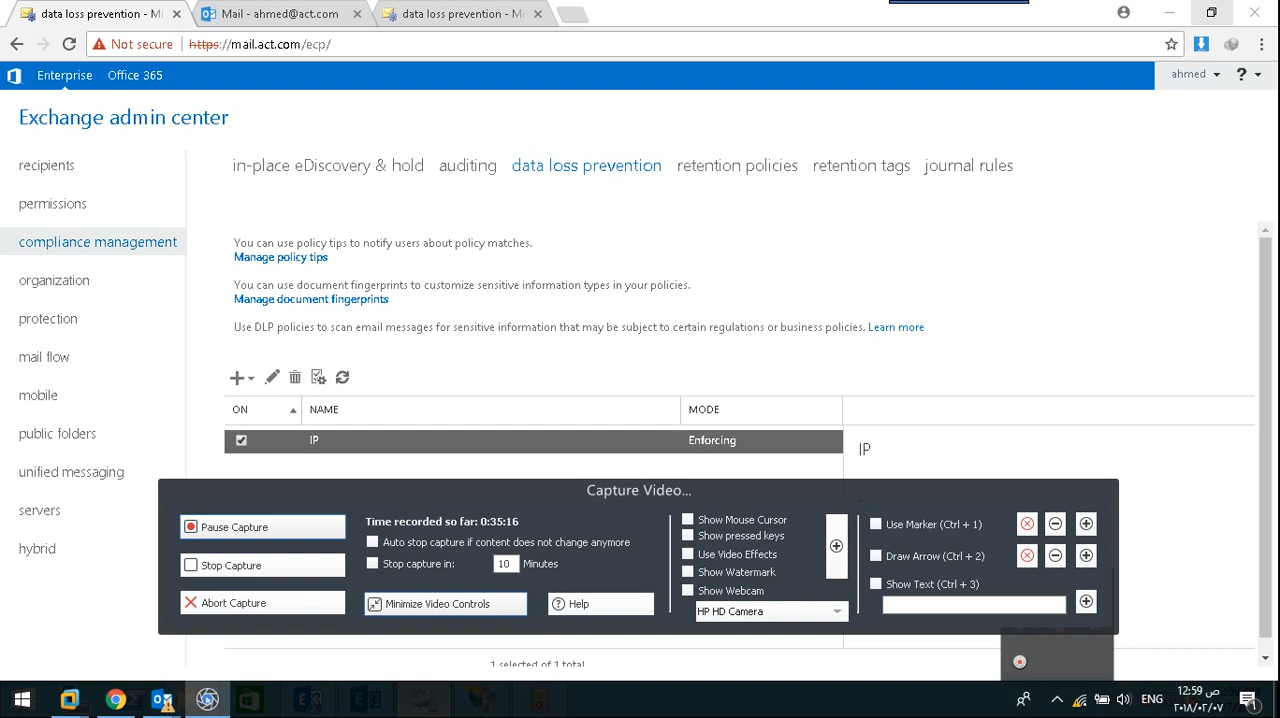 data loss prevention - Mi
Mail - ahmed@act.com
data loss prevention - Mi
Not secure
https://mail.act.com/ecp/
Enterprise
Office 365
ahmed
?
Exchange admin center
recipients
permissions
compliance management
organization
protection
mail flow
mobile
public folders
unified messaging
servers
hybrid
in-place eDiscovery & hold
auditing
data loss prevention
retention policies
retention tags
journal rules
You can use policy tips to notify users about policy matches.
Manage policy tips
You can use document fingerprints to customize sensitive information types in your policies.
Manage document fingerprints
Use DLP policies to scan email messages for sensitive information that may be subject to certain regulations or business policies. Learn more
ON
NAME
MODE
IP
Enforcing
IP
Capture Video...
Pause Capture
Stop Capture
Abort Capture
Time recorded so far: 0:35:16
Auto stop capture if content does not change anymore
Stop capture in: 10 Minutes
Minimize Video Controls
Help
Show Mouse Cursor
Show pressed keys
Use Video Effects
Show Watermark
Show Webcam
HP HD Camera
Use Marker (Ctrl + 1)
Draw Arrow (Ctrl + 2)
Show Text (Ctrl + 3)
1 selected of 1 total
ENG
12:59 ص
٢٠١٨/٠٢/٠٧
1